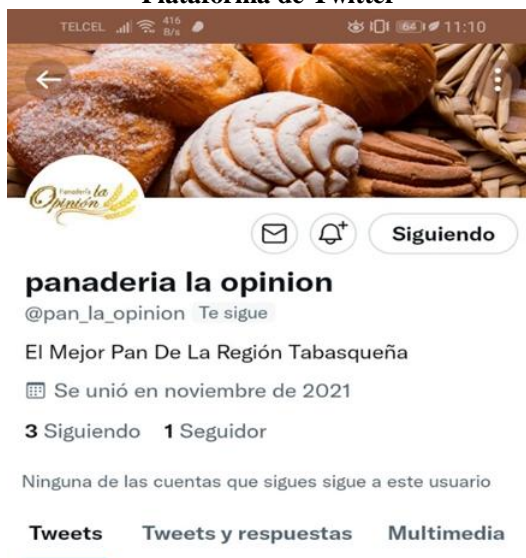 Plataforma de Twitter
TELCEL 416 B/s 64 11:10
Panadería la
Opinión
Siguiendo
panaderia la opinion
@pan_la_opinion Te sigue
El Mejor Pan De La Región Tabasqueña
Se unió en noviembre de 2021
3 Siguiendo 1 Seguidor
Ninguna de las cuentas que sigues sigue a este usuario
Tweets Tweets y respuestas Multimedia